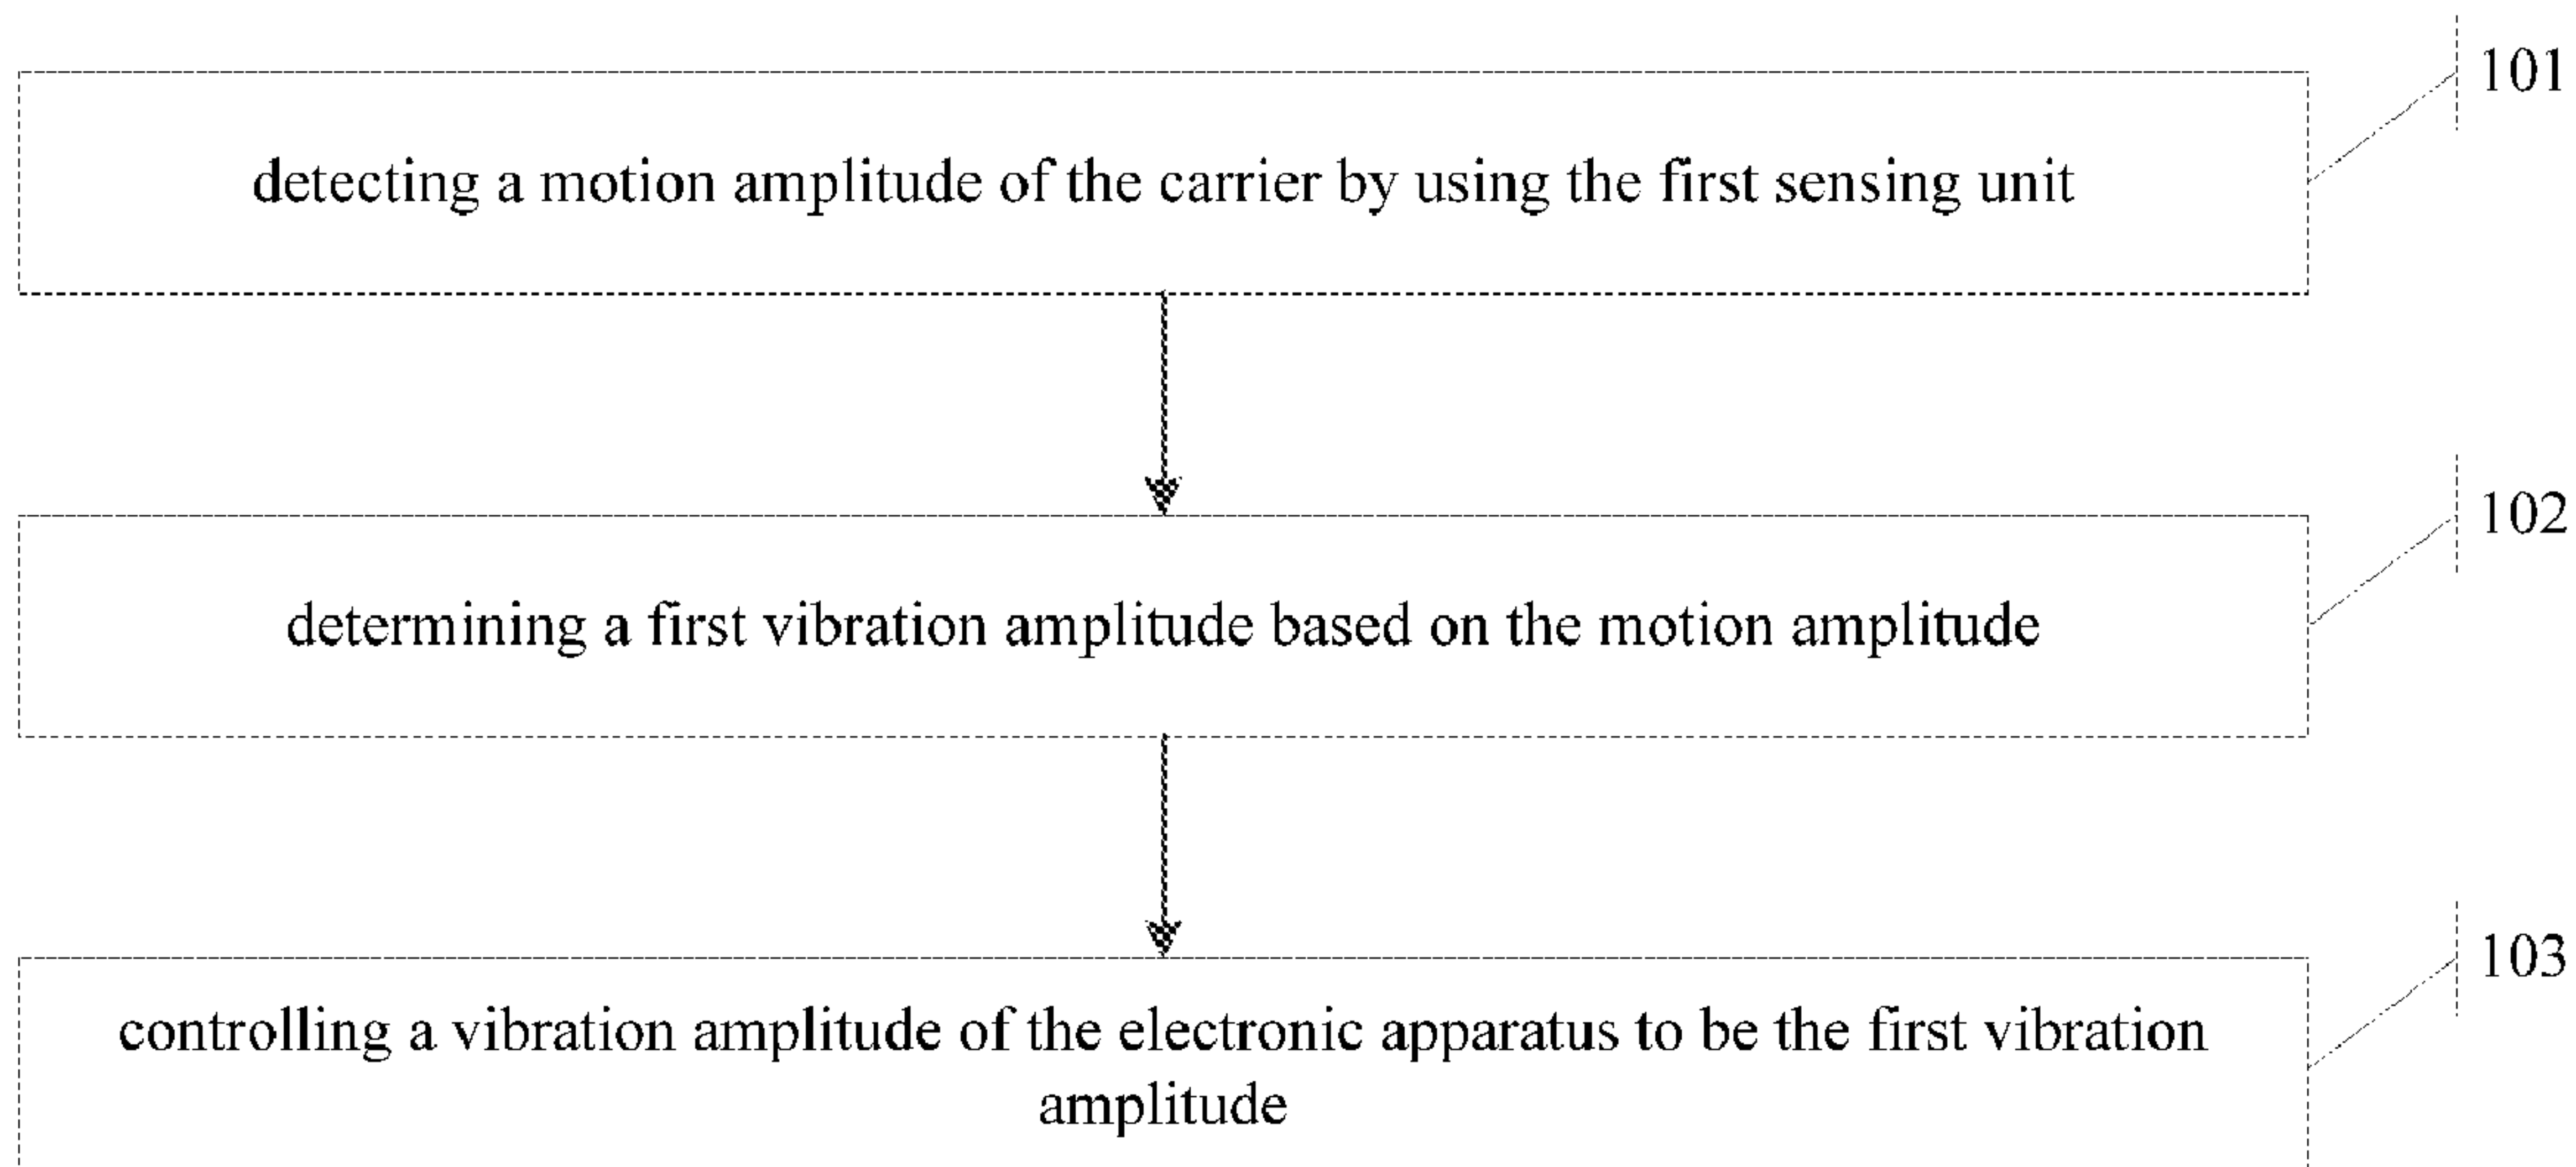 101
detecting a motion amplitude of the carrier by using the first sensing unit
102
determining a first vibration amplitude based on the motion amplitude
103
controlling a vibration amplitude of the electronic apparatus to be the first vibration
amplitude